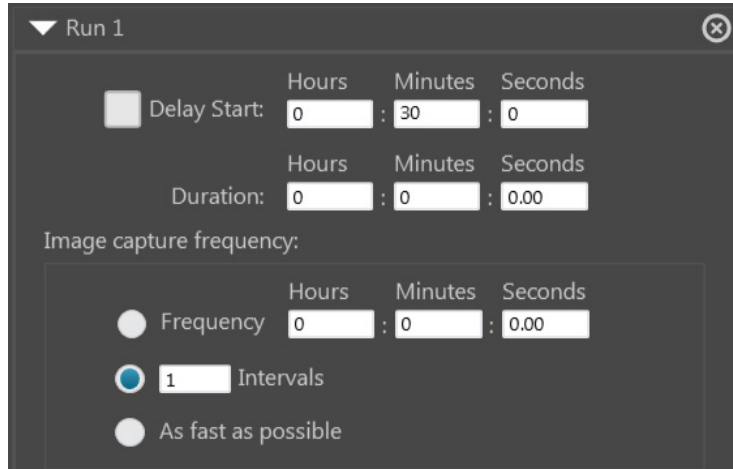 Run 1
Hours Minutes Seconds
Delay Start: 0 : 30 : 0
Hours Minutes Seconds
Duration: 0 : 0 : 0.00
Image capture frequency:
Hours Minutes Seconds
Frequency 0 : 0 : 0.00
1 Intervals
As fast as possible